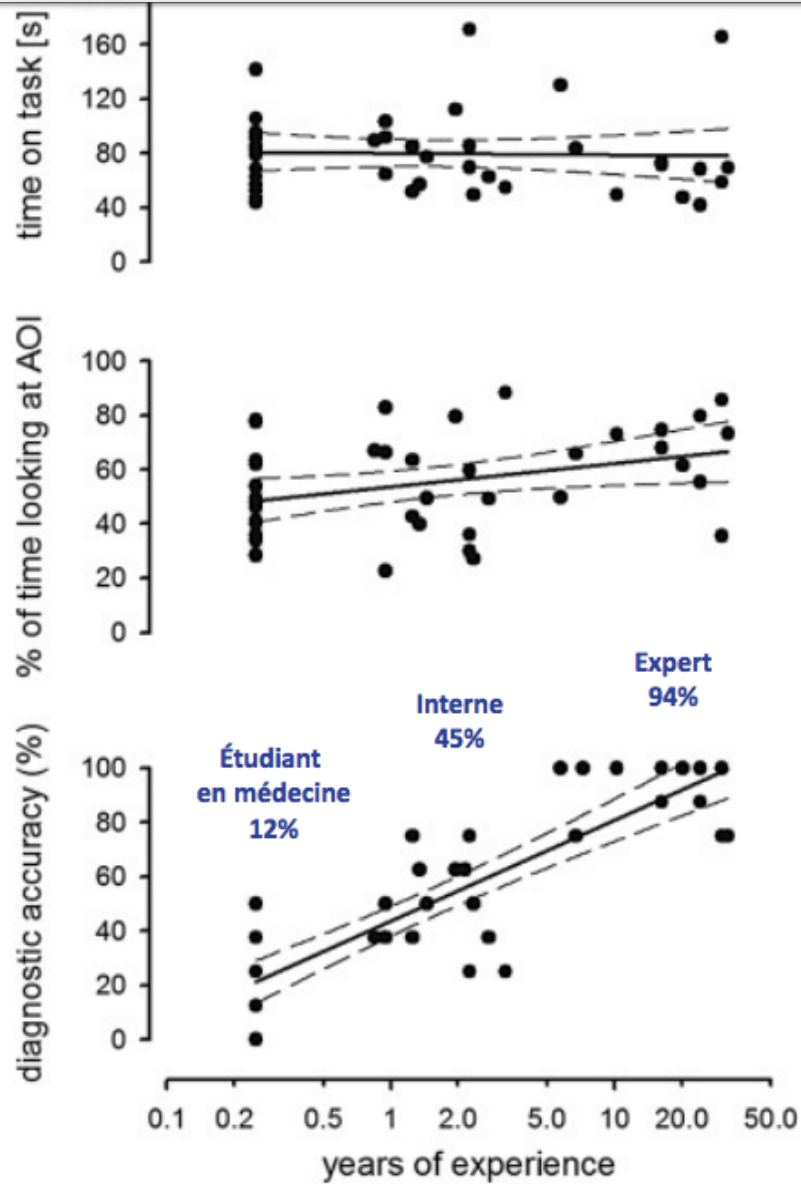 time on task [s]
160
120
80
40
0
% of time looking at AOI
100
80
60
40
20
0
Expert
94%
Interne
45%
Étudiant
en médecine
12%
diagnostic accuracy (%)
100
80
60
40
20
0
0.1 0.2 0.5 1 2.0 5.0 10 20.0 50.0
years of experience